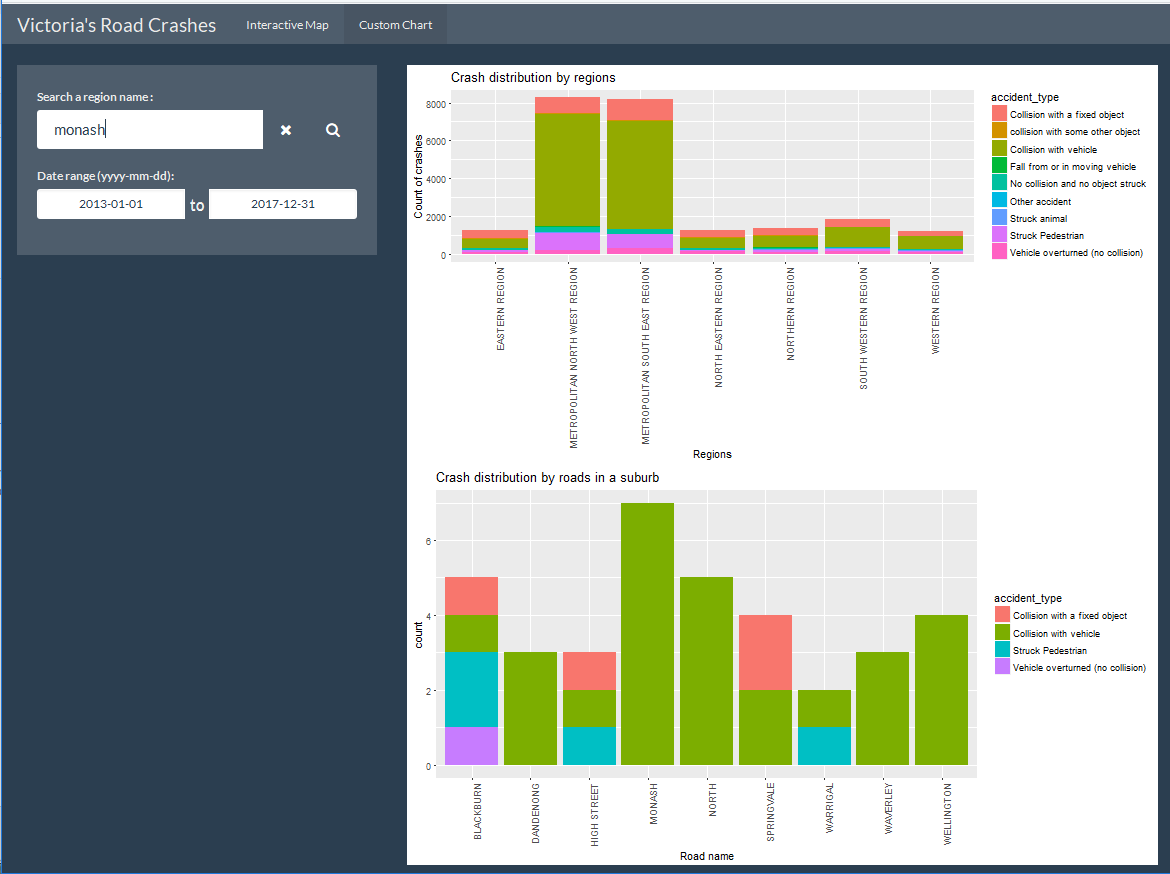 Victoria's Road Crashes Interactive Map Custom Chart
Search a region name:
monash
Date range (yyyy-mm-dd):
2013-01-01 to 2017-12-31
Crash distribution by regions
Count of crashes
8000
6000
4000
2000
0
EASTERN REGION
METROPOLITAN NORTH WEST REGION
METROPOLITAN SOUTH EAST REGION
NORTH EASTERN REGION
NORTHERN REGION
SOUTH WESTERN REGION
WESTERN REGION
Regions
accident_type
Collision with a fixed object
collision with some other object
Collision with vehicle
Fall from or in moving vehicle
No collision and no object struck
Other accident
Struck animal
Struck Pedestrian
Vehicle overturned (no collision)
Crash distribution by roads in a suburb
count
6
4
2
0
BLACKBURN
DANDENONG
HIGH STREET
MONASH
NORTH
SPRINGVALE
WARRIGAL
WAVERLEY
WELLINGTON
Road name
accident_type
Collision with a fixed object
Collision with vehicle
Struck Pedestrian
Vehicle overturned (no collision)